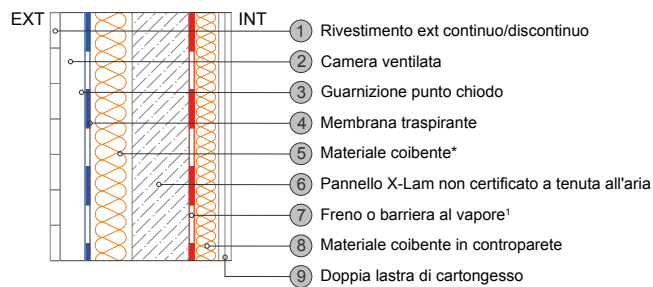 EXT INT
1 Rivestimento ext continuo/discontinuo
2 Camera ventilata
3 Guarnizione punto chiodo
4 Membrana traspirante
5 Materiale coibente*
6 Pannello X-Lam non certificato a tenuta all'aria
7 Freno o barriera al vapore¹
8 Materiale coibente in controparete
9 Doppia lastra di cartongesso